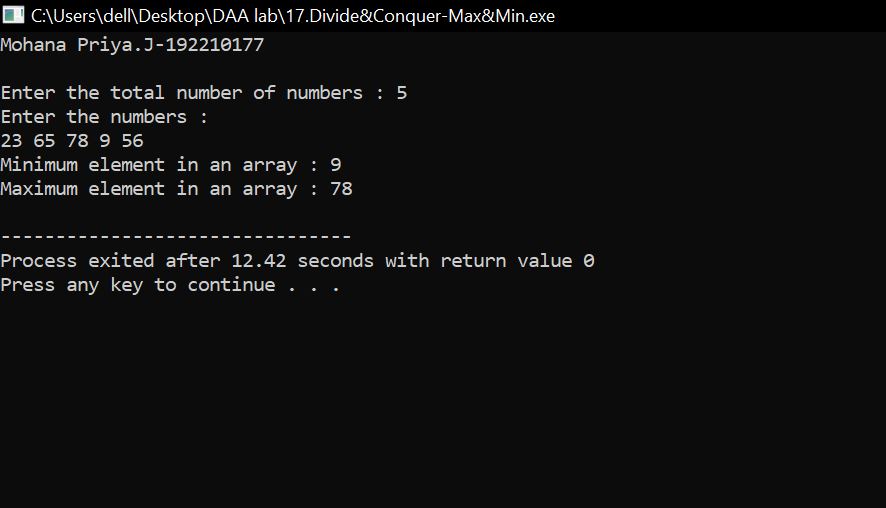 C:\Users\dell\Desktop\DAA lab\17.Divide&Conquer-Max&Min.exe
Mohana Priya.J-192210177
Enter the total number of numbers : 5
Enter the numbers :
23 65 78 9 56
Minimum element in an array : 9
Maximum element in an array : 78
--------------------------------
Process exited after 12.42 seconds with return value 0
Press any key to continue . . .